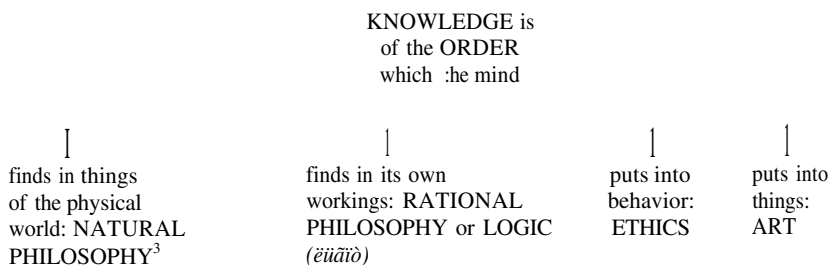 KNOWLEDGE is
of the ORDER
which :he mind
finds in things
of the physical
world: NATURAL
PHILOSOPHY³
finds in its own
workings: RATIONAL
PHILOSOPHY or LOGIC
(ëüãïò)
puts into
behavior:
ETHICS
puts into
things:
ART